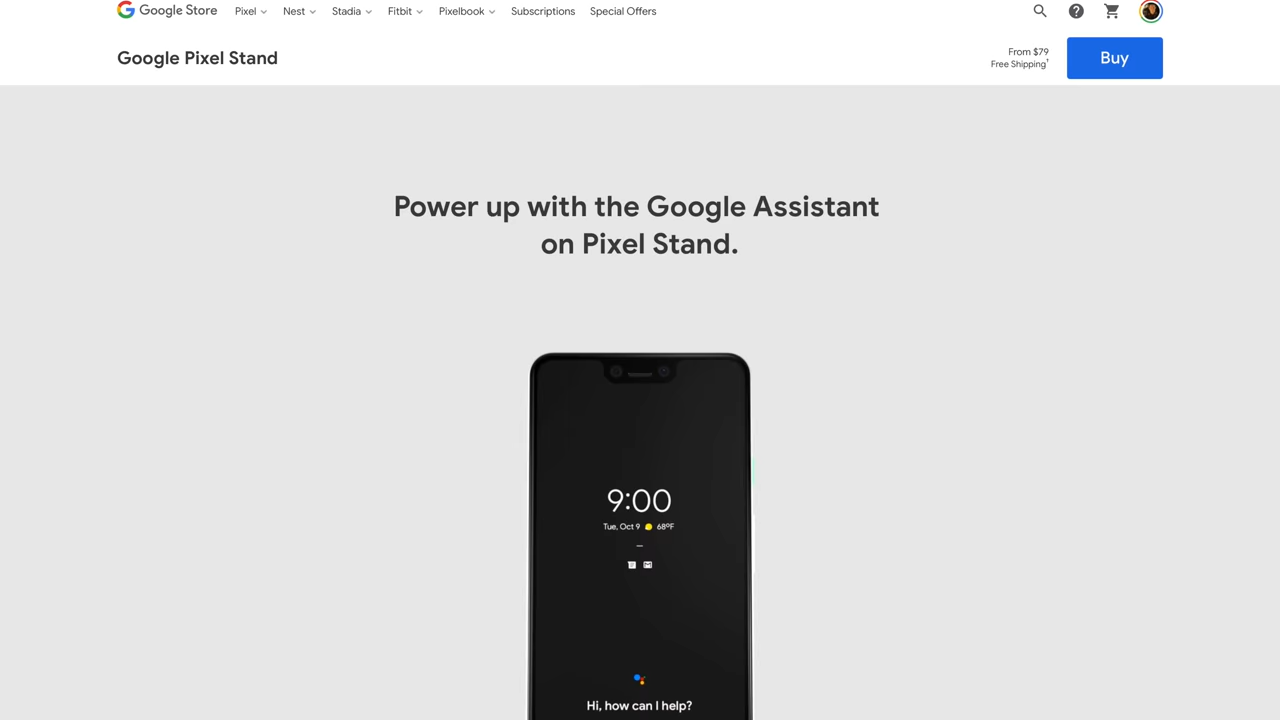 Google Store Pixel Nest Stadia Fitbit Pixelbook Subscriptions Special Offers
Google Pixel Stand
From $79
Free Shipping†
Buy
Power up with the Google Assistant
on Pixel Stand.
9:00
Tue, Oct 9 68°F
Hi, how can I help?